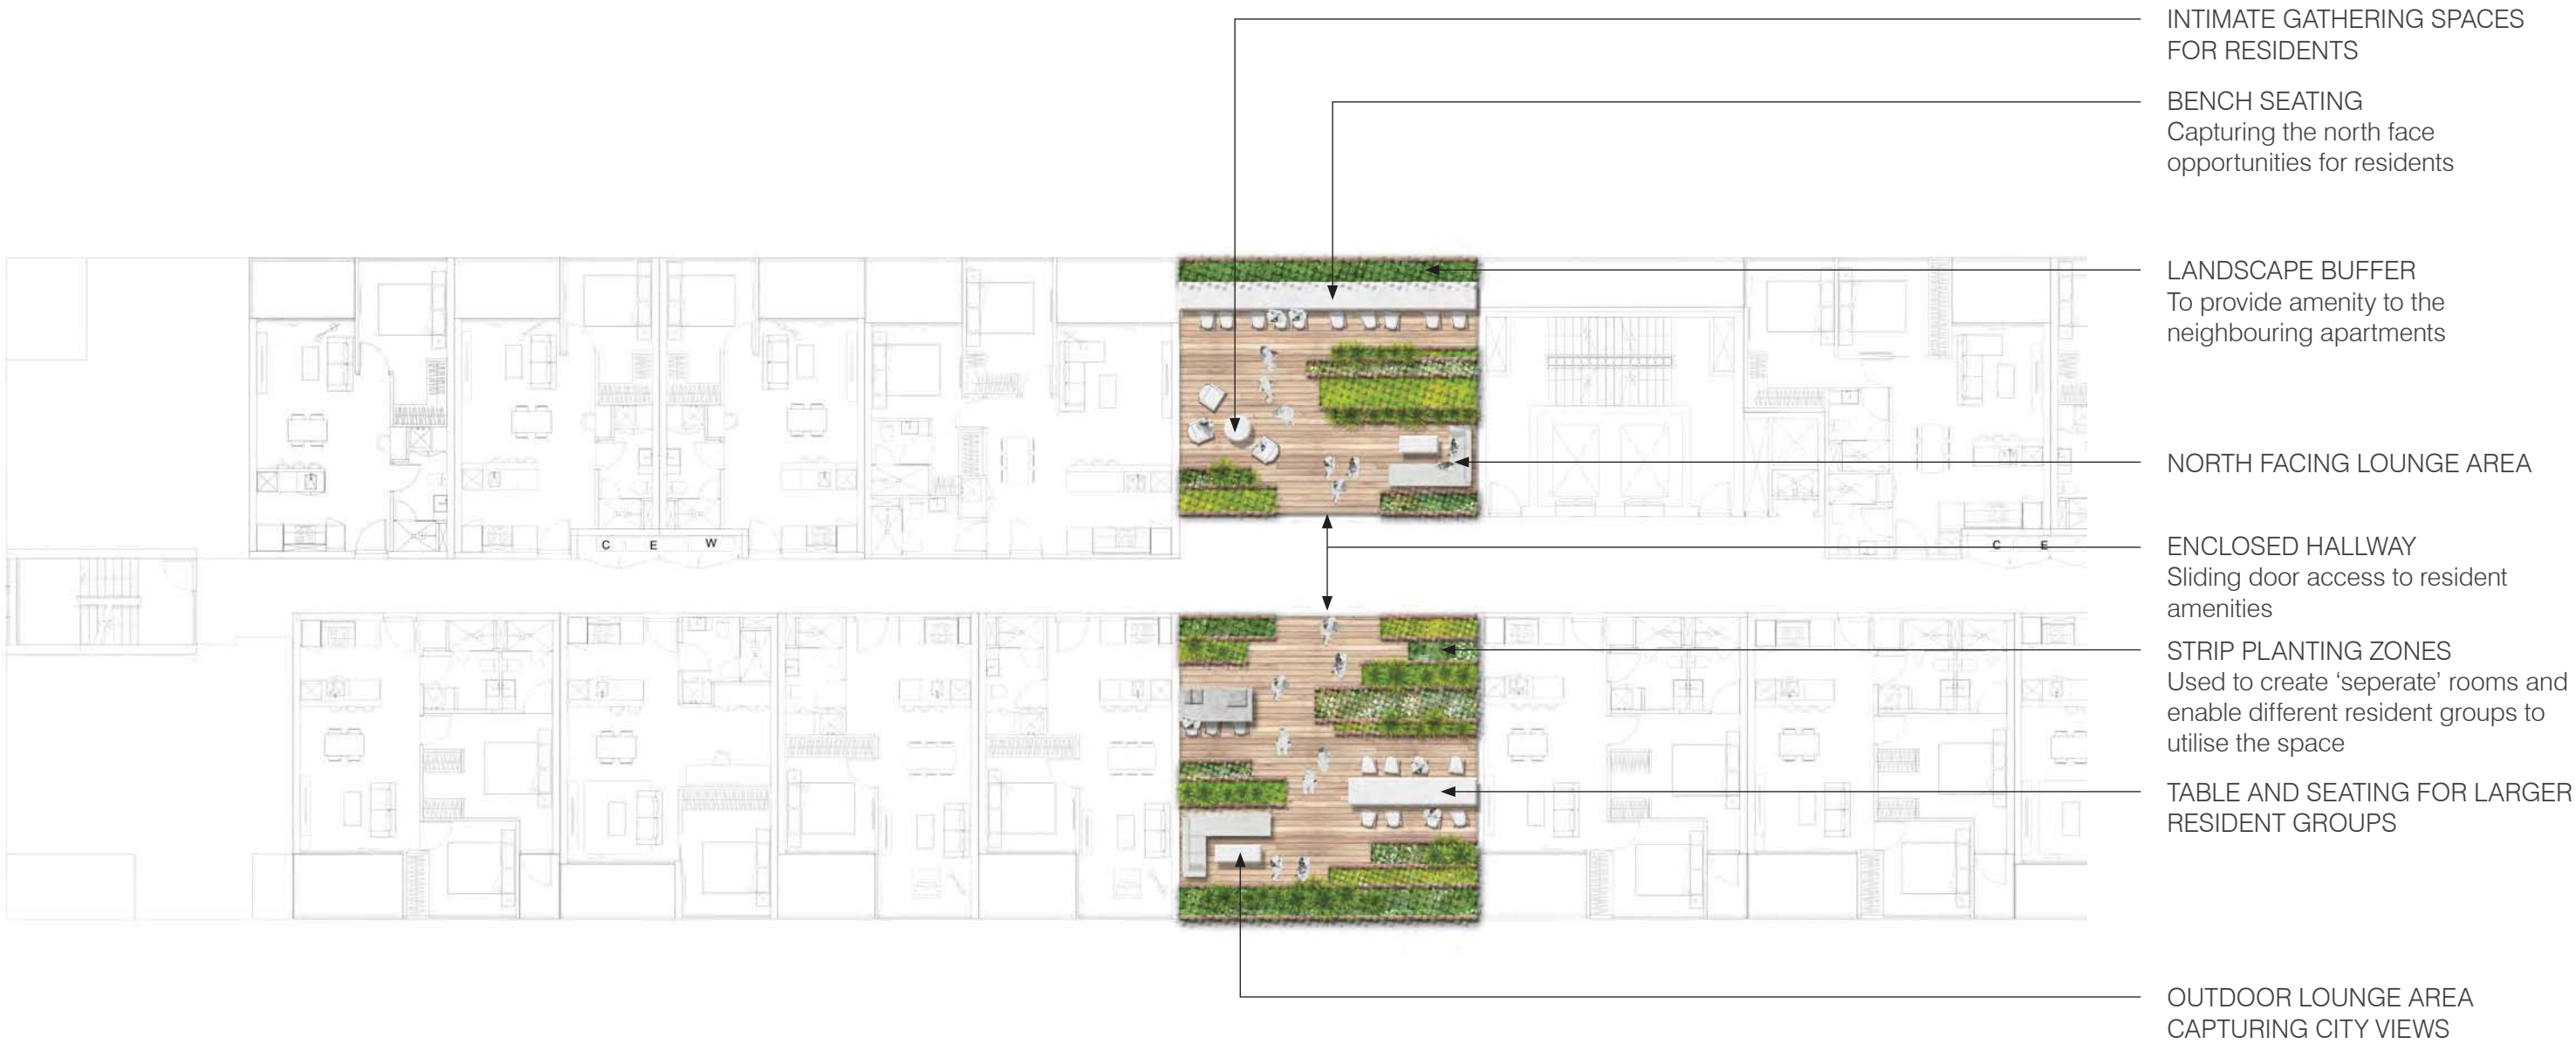 INTIMATE GATHERING SPACES
FOR RESIDENTS
BENCH SEATING
Capturing the north face
opportunities for residents
LANDSCAPE BUFFER
To provide amenity to the
neighbouring apartments
NORTH FACING LOUNGE AREA
C E W
C E
ENCLOSED HALLWAY
Sliding door access to resident
amenities
STRIP PLANTING ZONES
Used to create ‘seperate’ rooms and
enable different resident groups to
utilise the space
TABLE AND SEATING FOR LARGER
RESIDENT GROUPS
OUTDOOR LOUNGE AREA
CAPTURING CITY VIEWS